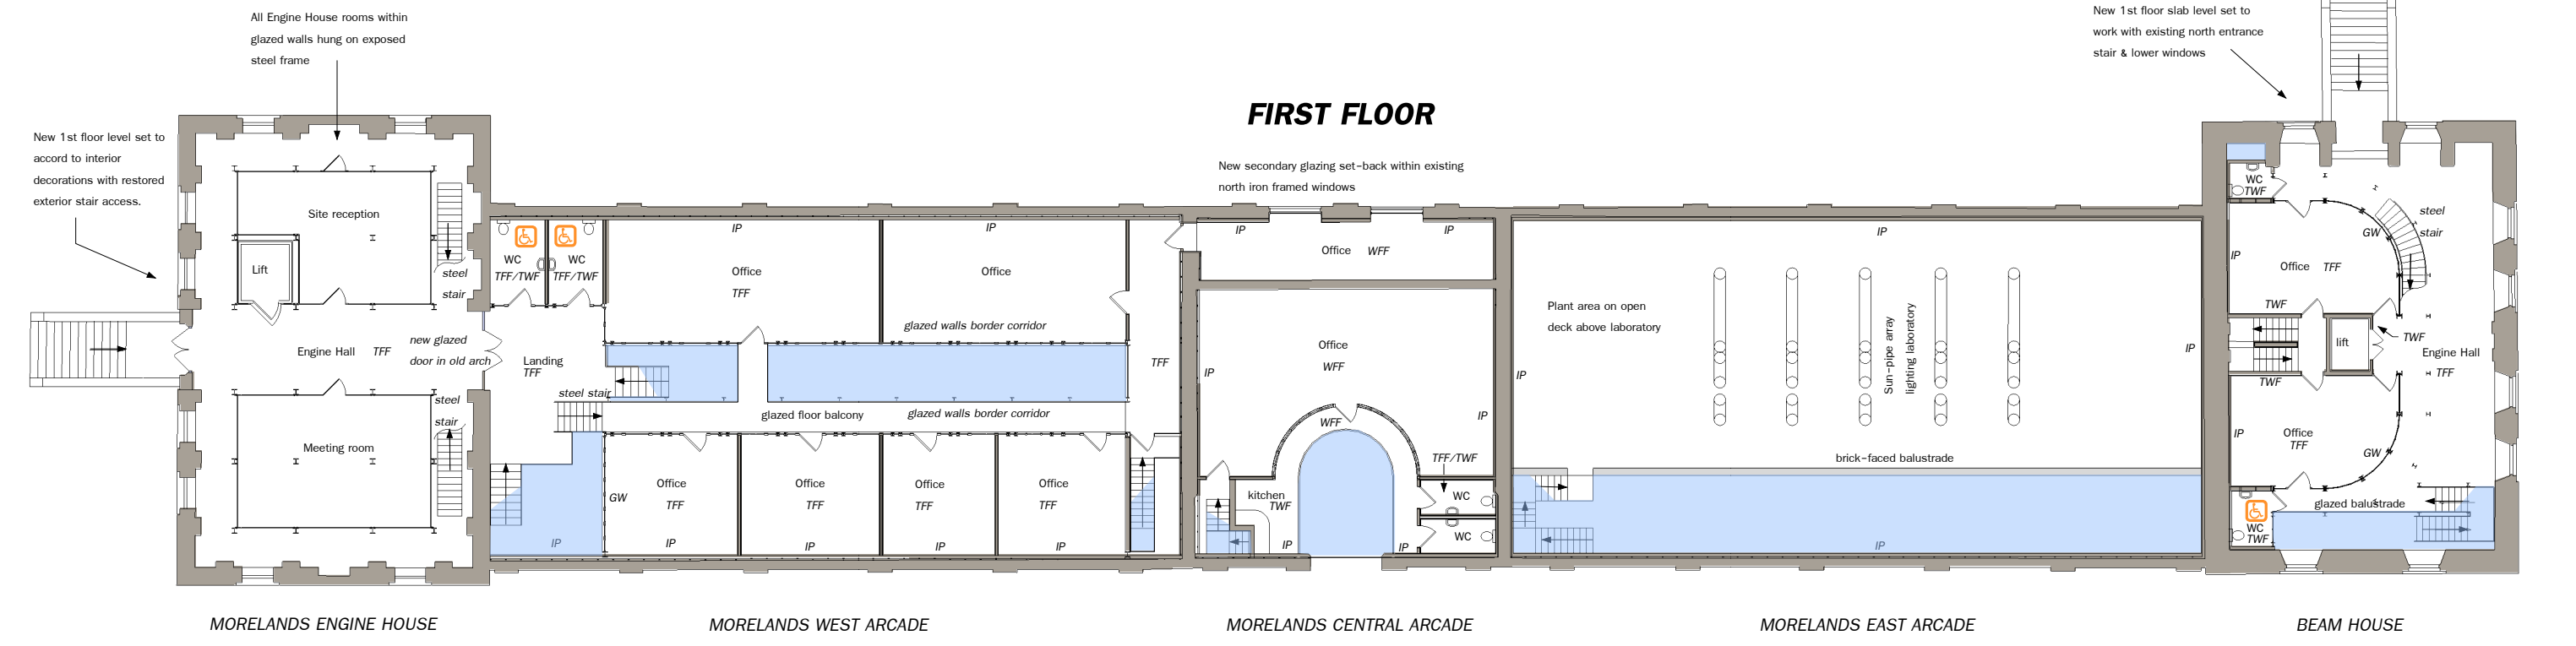 All Engine House rooms within
glazed walls hung on exposed
steel frame
New 1st floor slab level set to
work with existing north entrance
stair & lower windows
FIRST FLOOR
New 1st floor level set to
accord to interior
decorations with restored
exterior stair access.
New secondary glazing set-back within existing
north iron framed windows
Site reception
Lift
steel
stair
Engine Hall TFF
new glazed
door in old arch
steel
stair
Meeting room
WC
TFF/TWF
WC
TFF/TWF
Landing
TFF
steel stair
IP
IP
Office
TFF
IP
Office
glazed walls border corridor
glazed floor balcony
glazed walls border corridor
TFF
GW
Office
TFF
IP
Office
TFF
IP
Office
TFF
IP
Office
TFF
IP
IP
Office WFF
IP
Office
WFF
IP
IP
WFF
TFF/TWF
kitchen
TWF
IP
IP
WC
WC
IP
Plant area on open
deck above laboratory
Sun-pipe array
lighting laboratory
IP
IP
brick-faced balustrade
IP
WC
TWF
steel
stair
GW
IP
Office TFF
TWF
lift
TWF
Engine Hall
TFF
TWF
IP
Office
TFF
GW
glazed balustrade
WC
TWF
MORELANDS ENGINE HOUSE
MORELANDS WEST ARCADE
MORELANDS CENTRAL ARCADE
MORELANDS EAST ARCADE
BEAM HOUSE